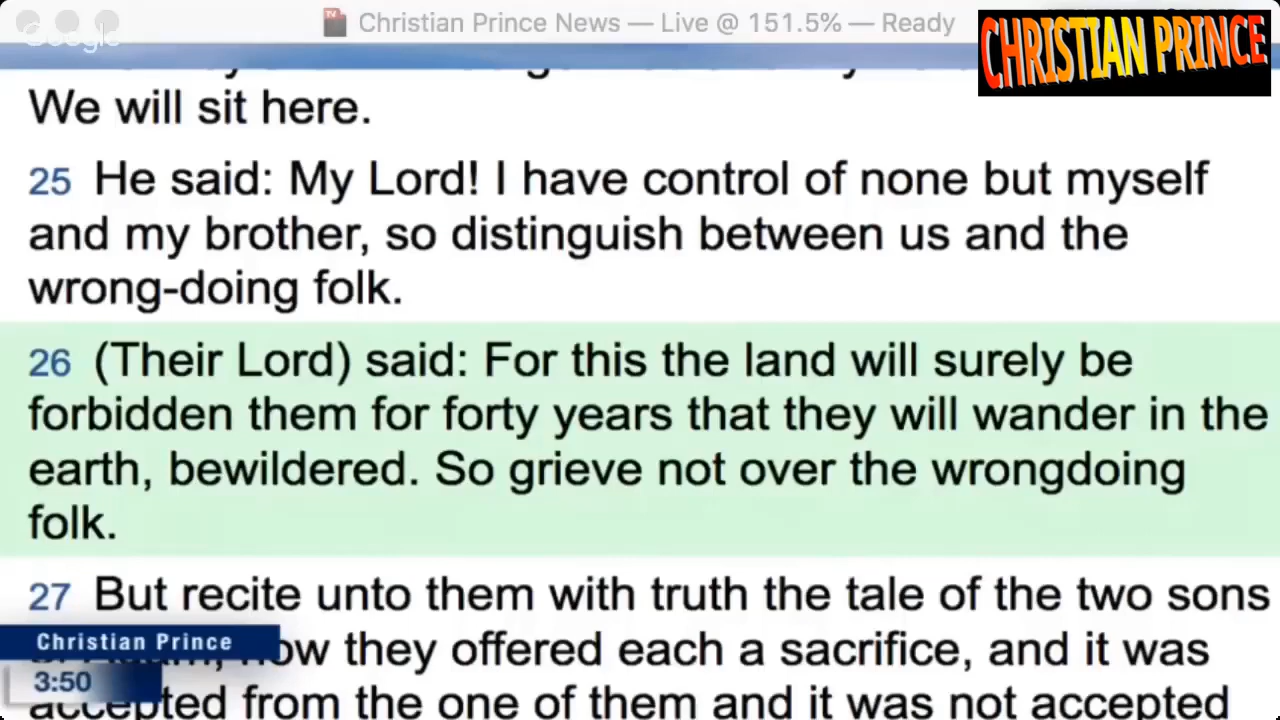 Christian Prince News — Live @ 151.5% — Ready
Google
CHRISTIAN PRINCE
We will sit here.
25 He said: My Lord! I have control of none but myself
and my brother, so distinguish between us and the
wrong-doing folk.
26 (Their Lord) said: For this the land will surely be
forbidden them for forty years that they will wander in the
earth, bewildered. So grieve not over the wrongdoing
folk.
27 But recite unto them with truth the tale of the two sons
Christian Prince
they offered each a sacrifice, and it was
3:50
from the one of them and it was not accepted